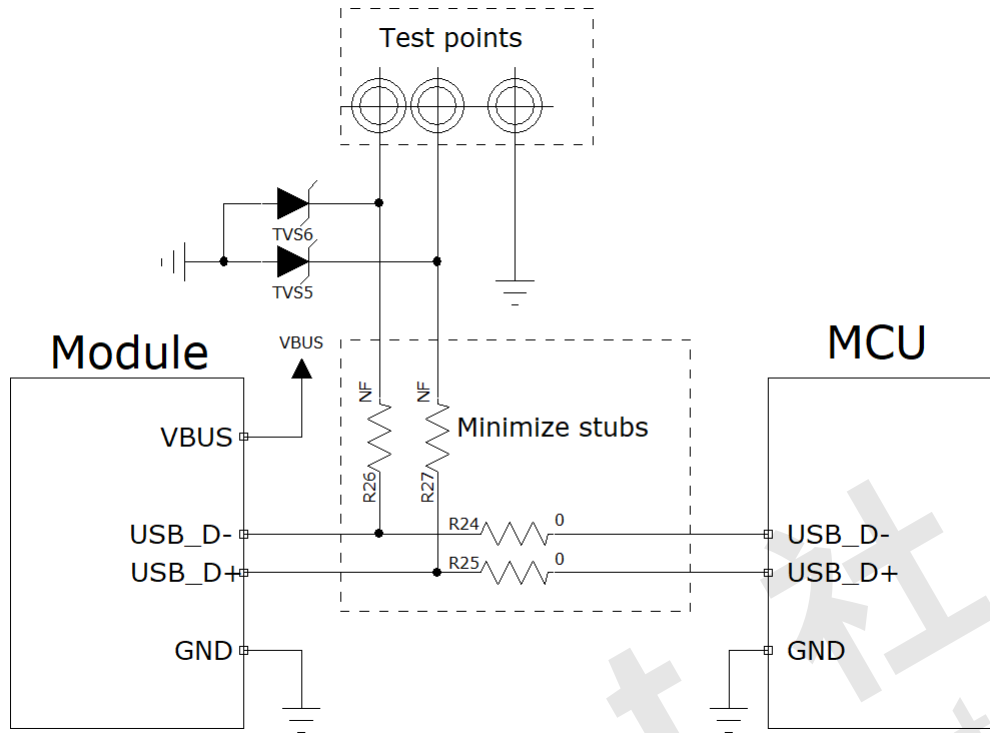 Test points
TVS6
TVS5
Module
VBUS
MCU
NF
NF
Minimize stubs
VBUS
R26
R27
R24
0
USB_D-
USB_D-
R25
0
USB_D+
USB_D+
GND
GND
社